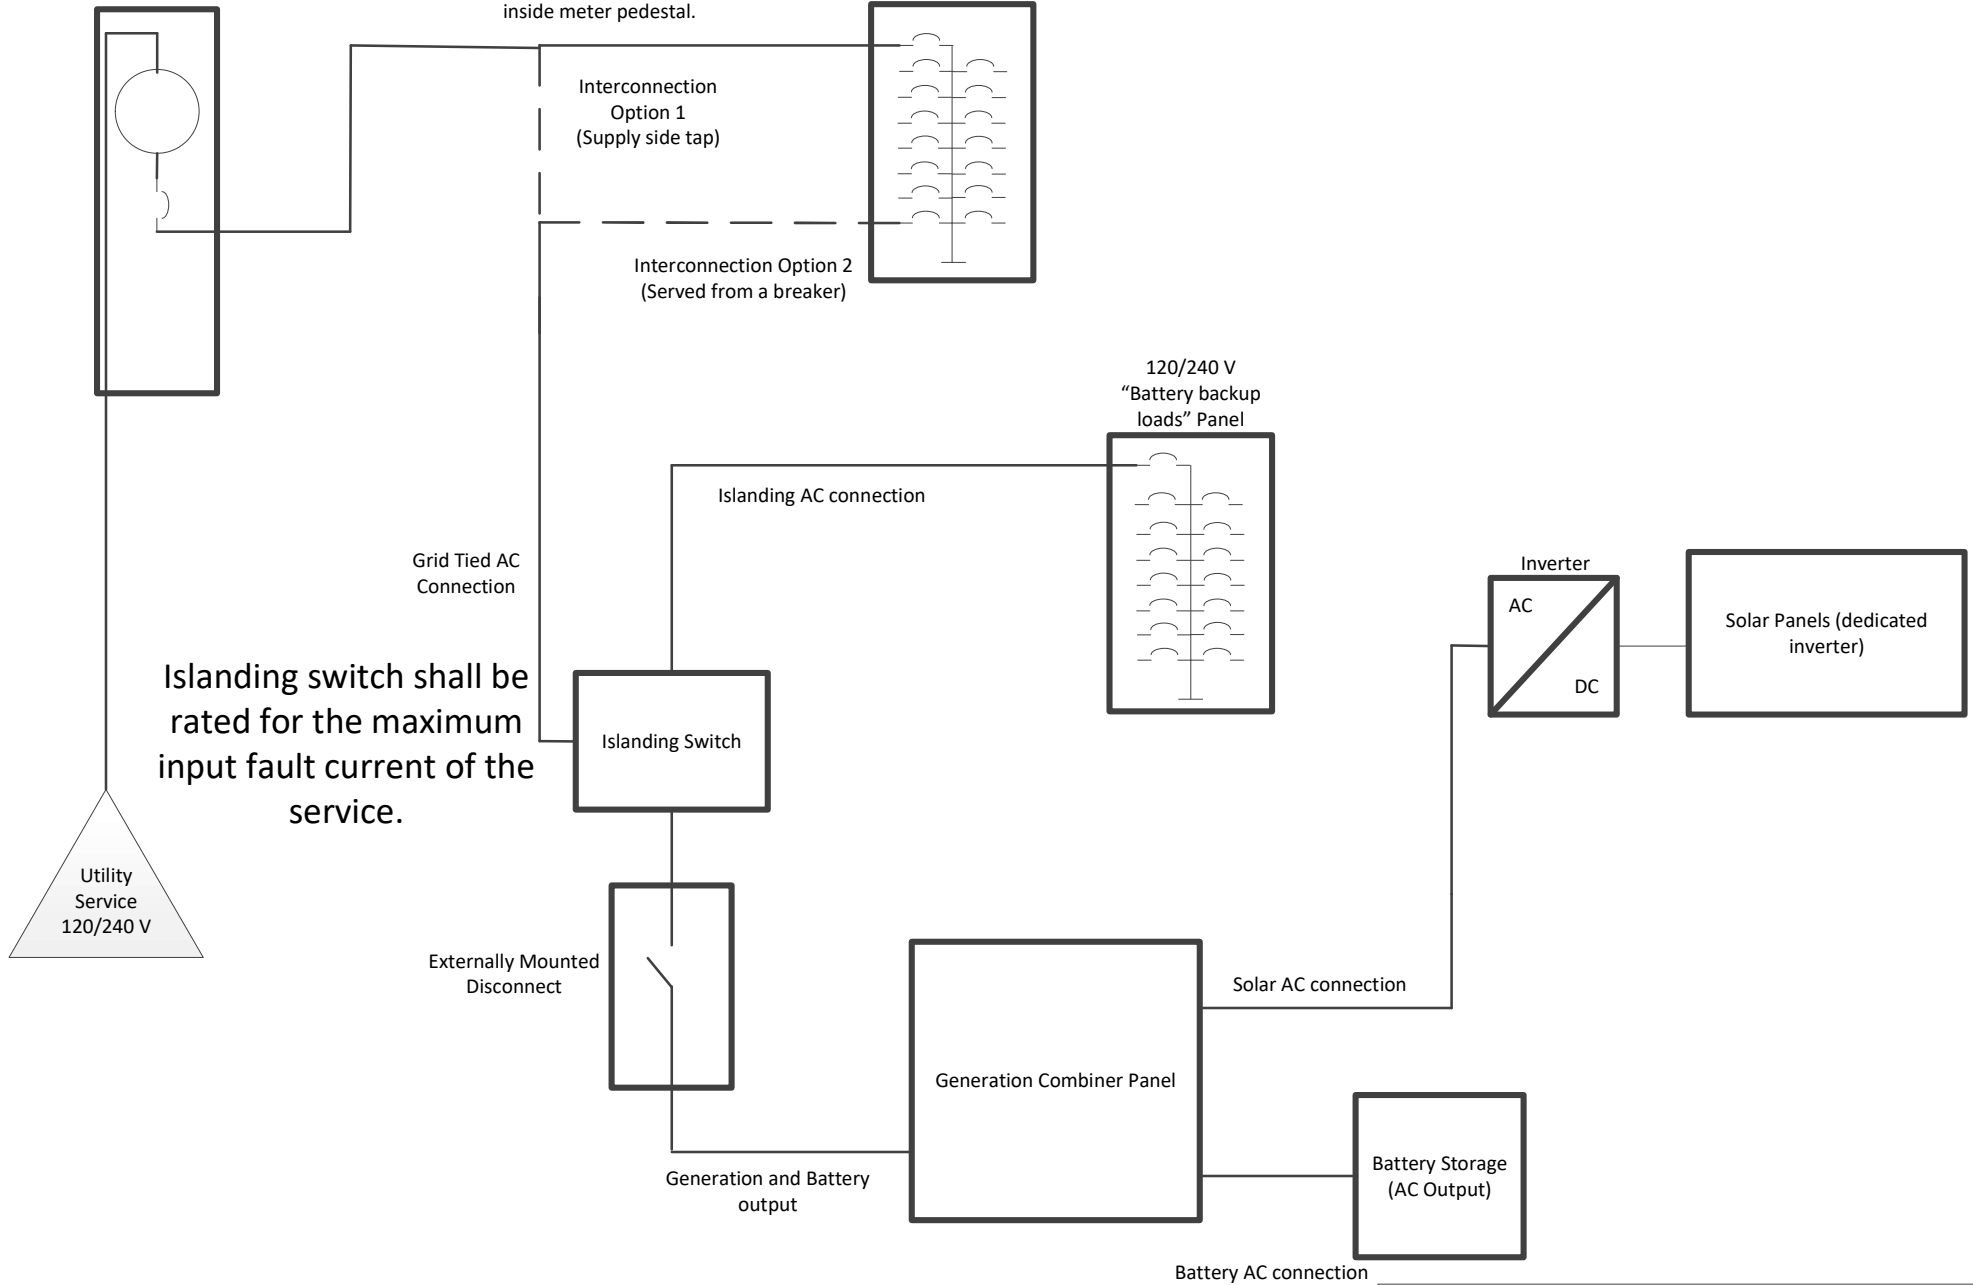 inside meter pedestal.
Interconnection
Option 1
(Supply side tap)
Interconnection Option 2
(Served from a breaker)
120/240 V
“Battery backup
loads” Panel
Islanding AC connection
Grid Tied AC
Connection
Inverter
AC
DC
Solar Panels (dedicated
inverter)
Islanding switch shall be
rated for the maximum
input fault current of the
service.
Islanding Switch
Utility
Service
120/240 V
Externally Mounted
Disconnect
Solar AC connection
Generation Combiner Panel
Generation and Battery
output
Battery Storage
(AC Output)
Battery AC connection